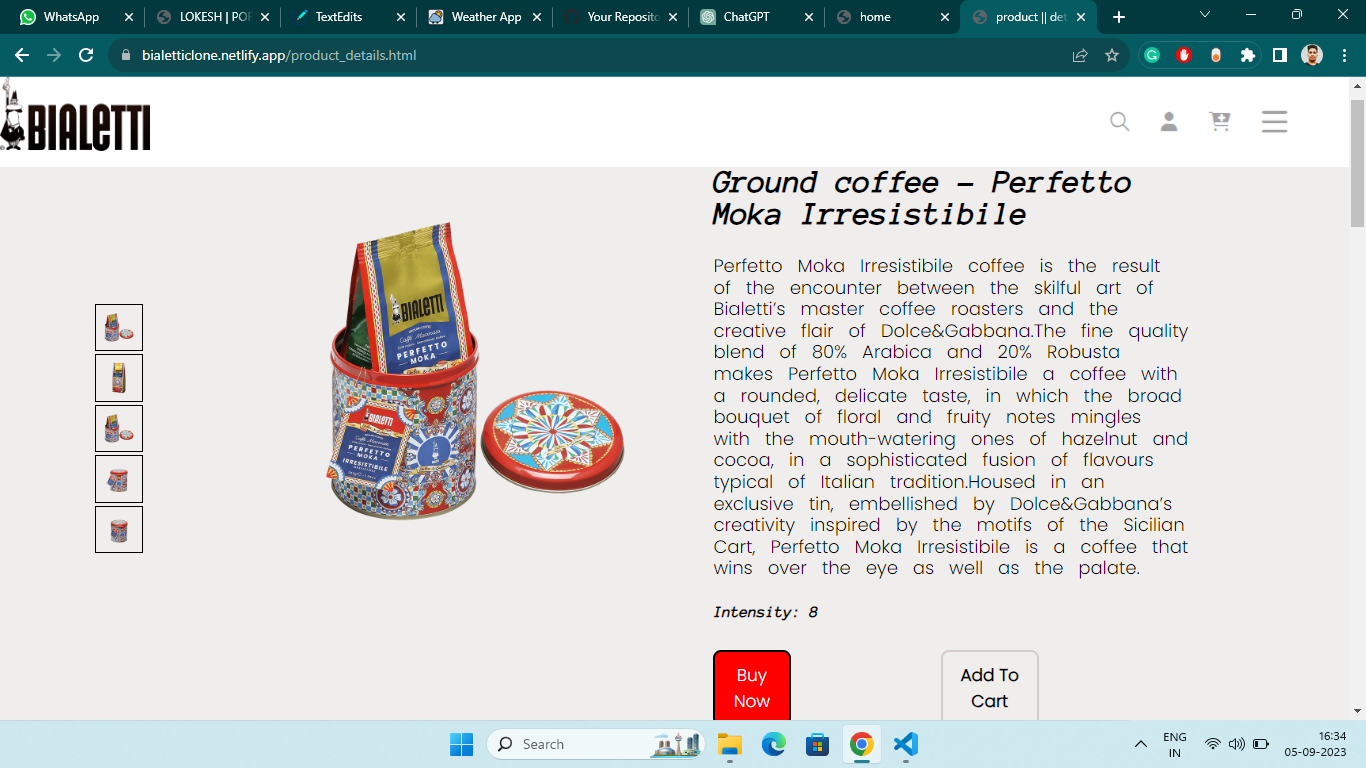 WhatsApp
LOKESH | POF
TextEdits
Weather App
Your Reposito
ChatGPT
home
product || det
bialetticlone.netlify.app/product_details.html
BIALETTI
Ground coffee – Perfetto
Moka Irresistibile
Perfetto Moka Irresistibile coffee is the result
of the encounter between the skilful art of
Bialetti’s master coffee roasters and the
creative flair of Dolce&Gabbana.The fine quality
blend of 80% Arabica and 20% Robusta
makes Perfetto Moka Irresistibile a coffee with
a rounded, delicate taste, in which the broad
bouquet of floral and fruity notes mingles
with the mouth-watering ones of hazelnut and
cocoa, in a sophisticated fusion of flavours
typical of Italian tradition.Housed in an
exclusive tin, embellished by Dolce&Gabbana’s
creativity inspired by the motifs of the Sicilian
Cart, Perfetto Moka Irresistibile is a coffee that
wins over the eye as well as the palate.
Intensity: 8
Buy
Now
Add To
Cart
BIALETTI
PERFETTO
MOKA
BIALETTI
PERFETTO
MOKA
IRRESISTIBILE
Search
ENG
IN
16:34
05-09-2023